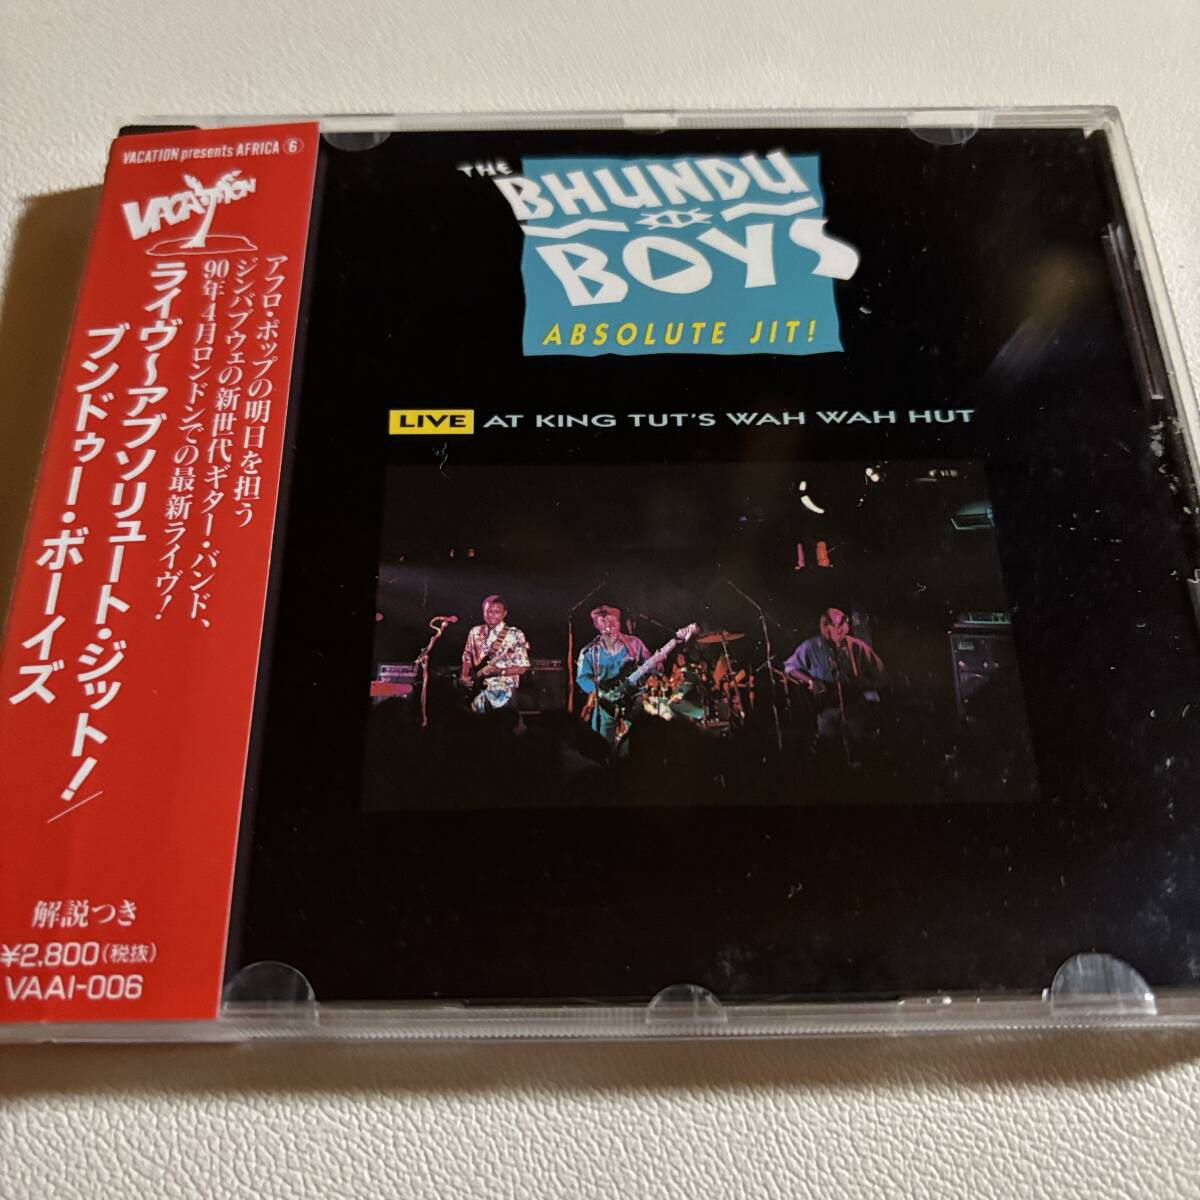 VACATION presents AFRICA ⑥
VACATION
アフロ・ポップの明日を担う
ジンバブウェの新世代ギター・バンド、
90年4月ロンドンでの最新ライヴ!
ライヴ〜アブソリュート・ジット!/
ブンドゥー・ボーイズ
解説つき
¥2,800(税抜)
VAAI-006
THE
BHUNDU
BOYS
ABSOLUTE JIT!
LIVE AT KING TUT'S WAH WAH HUT